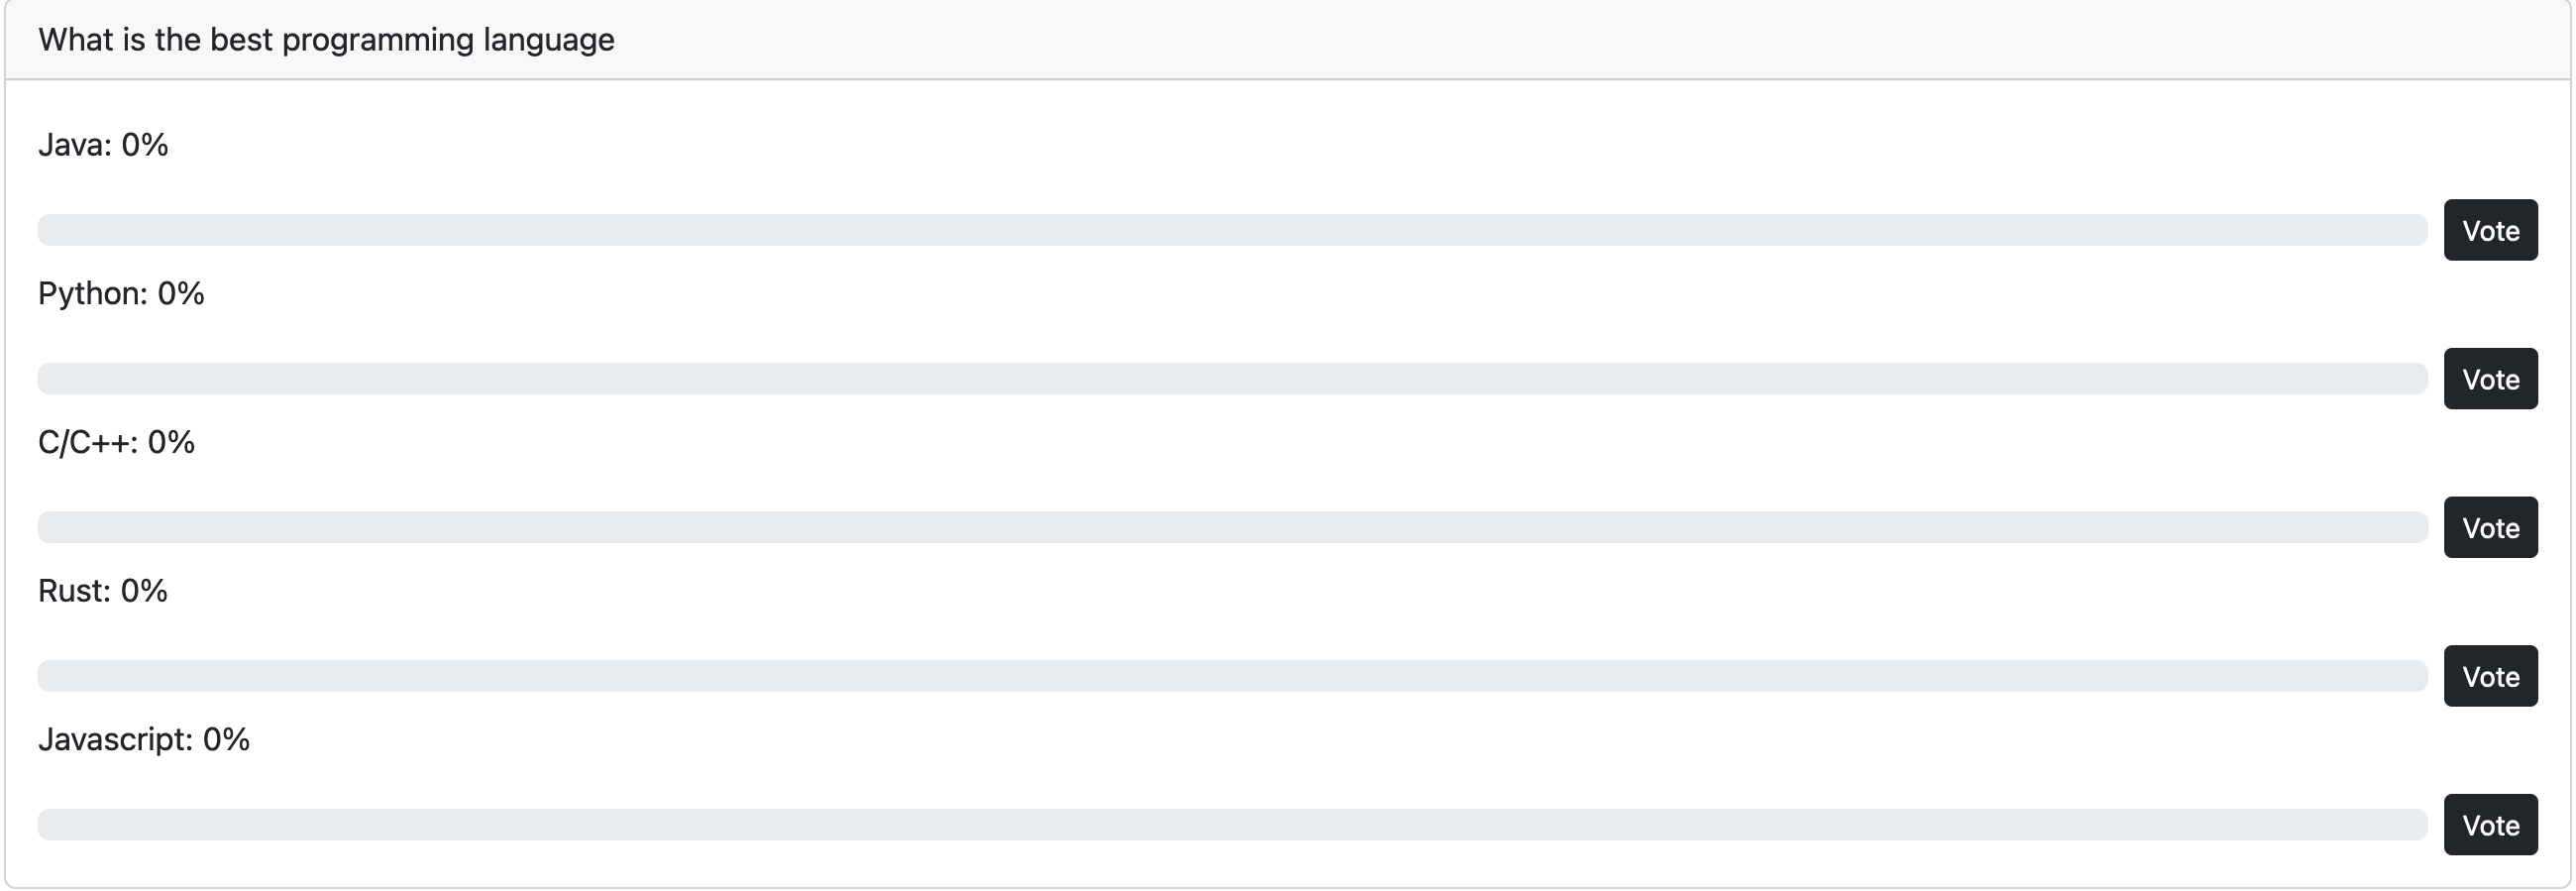 What is the best programming language
Java: 0%
Vote
Python: 0%
Vote
C/C++: 0%
Vote
Rust: 0%
Vote
Javascript: 0%
Vote